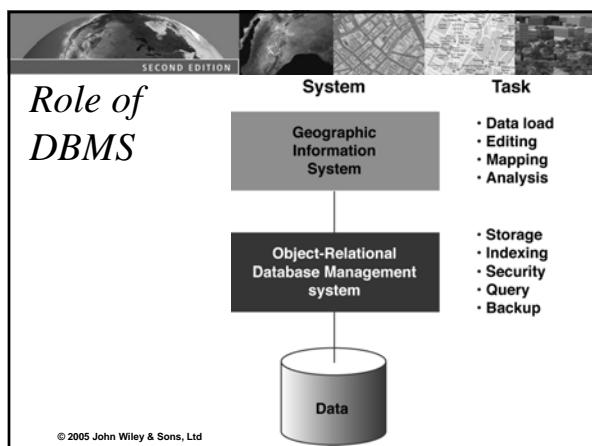 SECOND EDITION
Role of
DBMS
System
Task
Geographic
Information
System
• Data load
• Editing
• Mapping
• Analysis
Object-Relational
Database Management
system
• Storage
• Indexing
• Security
• Query
• Backup
Data
© 2005 John Wiley & Sons, Ltd